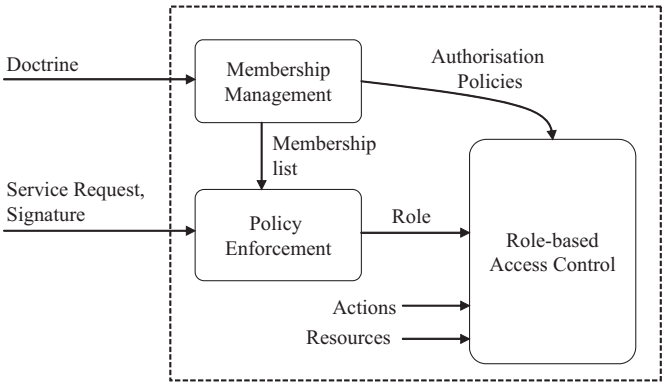 Doctrine
Membership
Management
Authorisation
Policies
Membership
list
Service Request,
Signature
Policy
Enforcement
Role
Role-based
Access Control
Actions
Resources